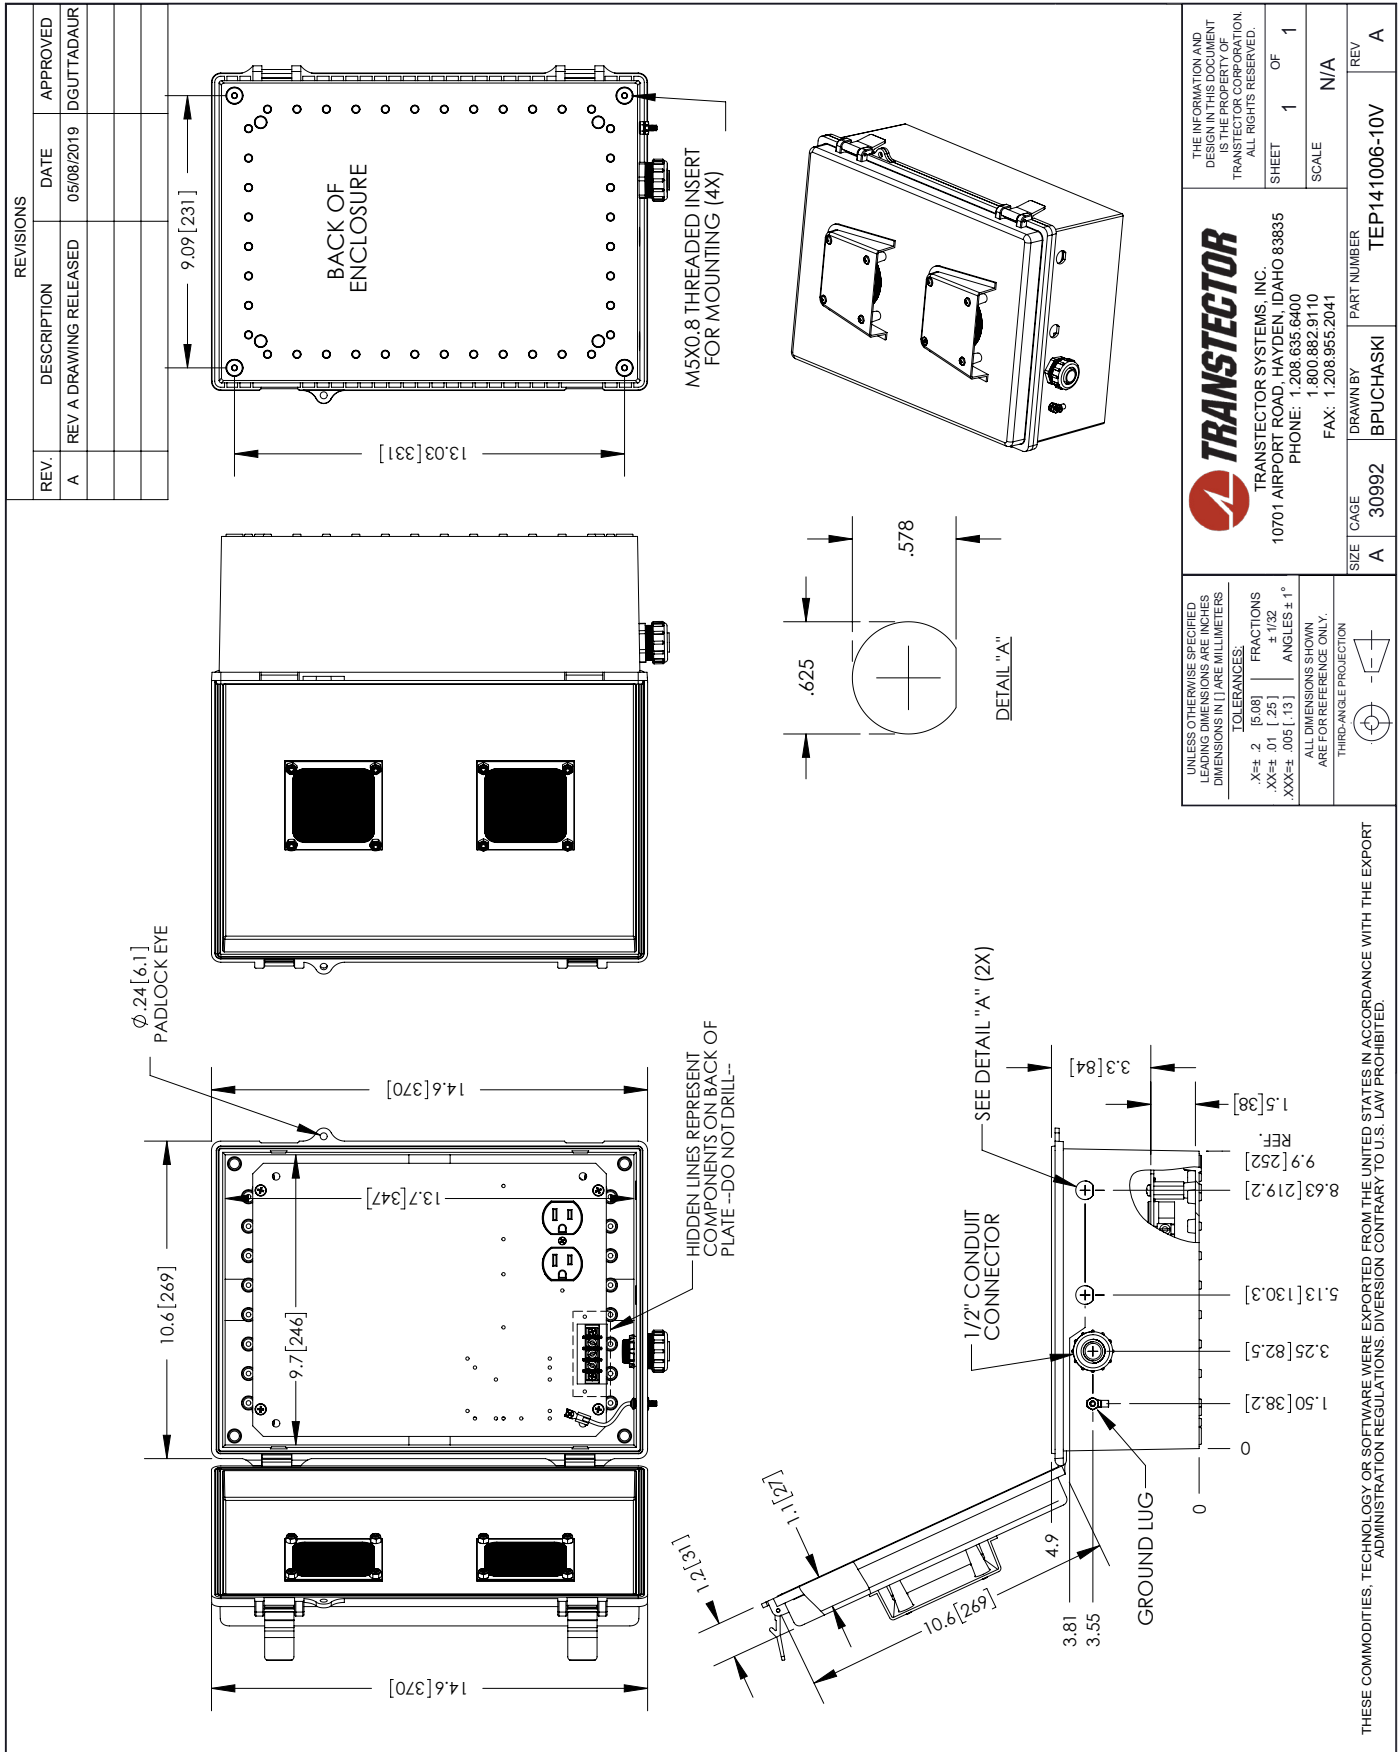 REVISIONS
REV. DESCRIPTION DATE APPROVED
A REV A DRAWING RELEASED 05/08/2019 DGUTTADAUR
Ø.24[6.1]
PADLOCK EYE
10.6[269]
14.6[370]
9.7[246]
13.7[347]
14.6[370]
HIDDEN LINES REPRESENT
COMPONENTS ON BACK OF
PLATE --DO NOT DRILL--
9.09[231]
13.03[331]
BACK OF
ENCLOSURE
M5X0.8 THREADED INSERT
FOR MOUNTING (4X)
1.2[31]
1.1[27]
10.6[269]
4.9
3.81
3.55
0
GROUND LUG
1/2" CONDUIT
CONNECTOR
SEE DETAIL "A" (2X)
3.3[84]
1.5[38]
0
1.50[38.2]
3.25[82.5]
5.13[130.3]
8.63[219.2]
9.9[252]
REF.
.625
.578
DETAIL "A"
UNLESS OTHERWISE SPECIFIED
LEADING DIMENSIONS ARE INCHES
DIMENSIONS IN [ ] ARE MILLIMETERS
TOLERANCES:
.X=± .2 [5.08]
.XX=± .01 [.25]
.XXX=± .005 [.13]
FRACTIONS
± 1/32
ANGLES ± 1°
ALL DIMENSIONS SHOWN
ARE FOR REFERENCE ONLY.
THIRD-ANGLE PROJECTION
TRANSTECTOR
TRANSTECTOR SYSTEMS, INC.
10701 AIRPORT ROAD, HAYDEN, IDAHO 83835
PHONE: 1.208.635.6400
1.800.882.9110
FAX: 1.208.955.2041
THE INFORMATION AND
DESIGN IN THIS DOCUMENT
IS THE PROPERTY OF
TRANSTECTOR CORPORATION.
ALL RIGHTS RESERVED.
SHEET 1 OF 1
SCALE N/A
SIZE A
CAGE 30992
DRAWN BY BPUCHASKI
PART NUMBER TEP141006-10V
REV A
THESE COMMODITIES, TECHNOLOGY OR SOFTWARE WERE EXPORTED FROM THE UNITED STATES IN ACCORDANCE WITH THE EXPORT
ADMINISTRATION REGULATIONS. DIVERSION CONTRARY TO U.S. LAW PROHIBITED.